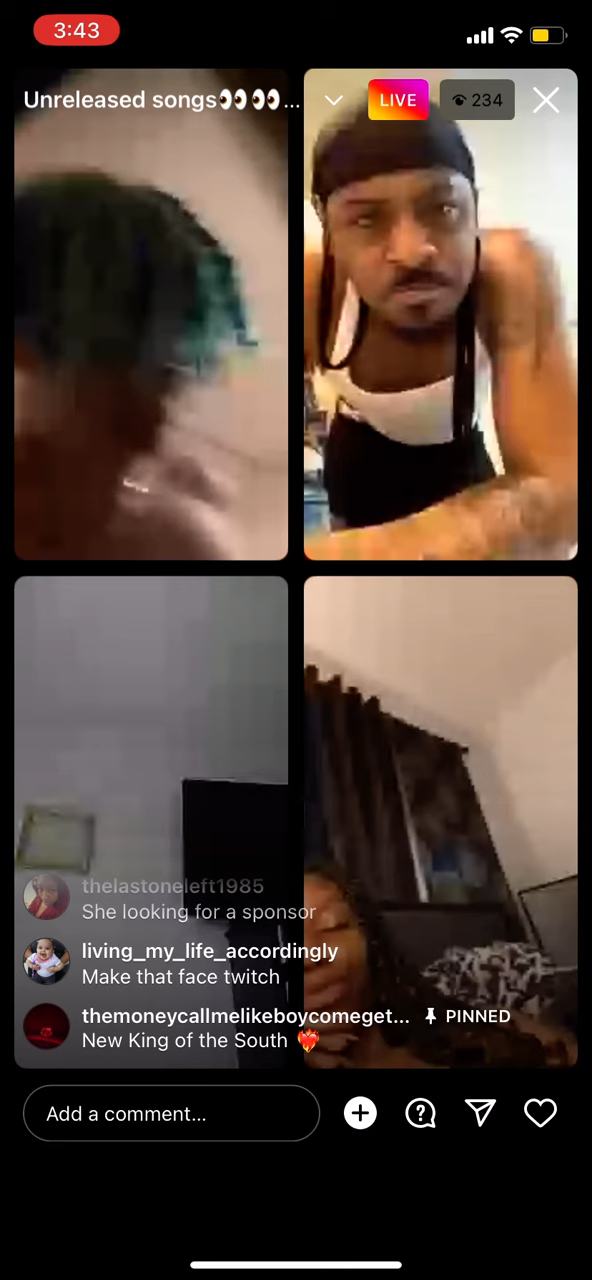 3:43
Unreleased songs👀👀...
LIVE
234
thelastoneleft1985
She looking for a sponsor
living_my_life_accordingly
Make that face twitch
themoneycallmelikeboycomeget... PINNED
New King of the South ❤️‍🔥
Add a comment...